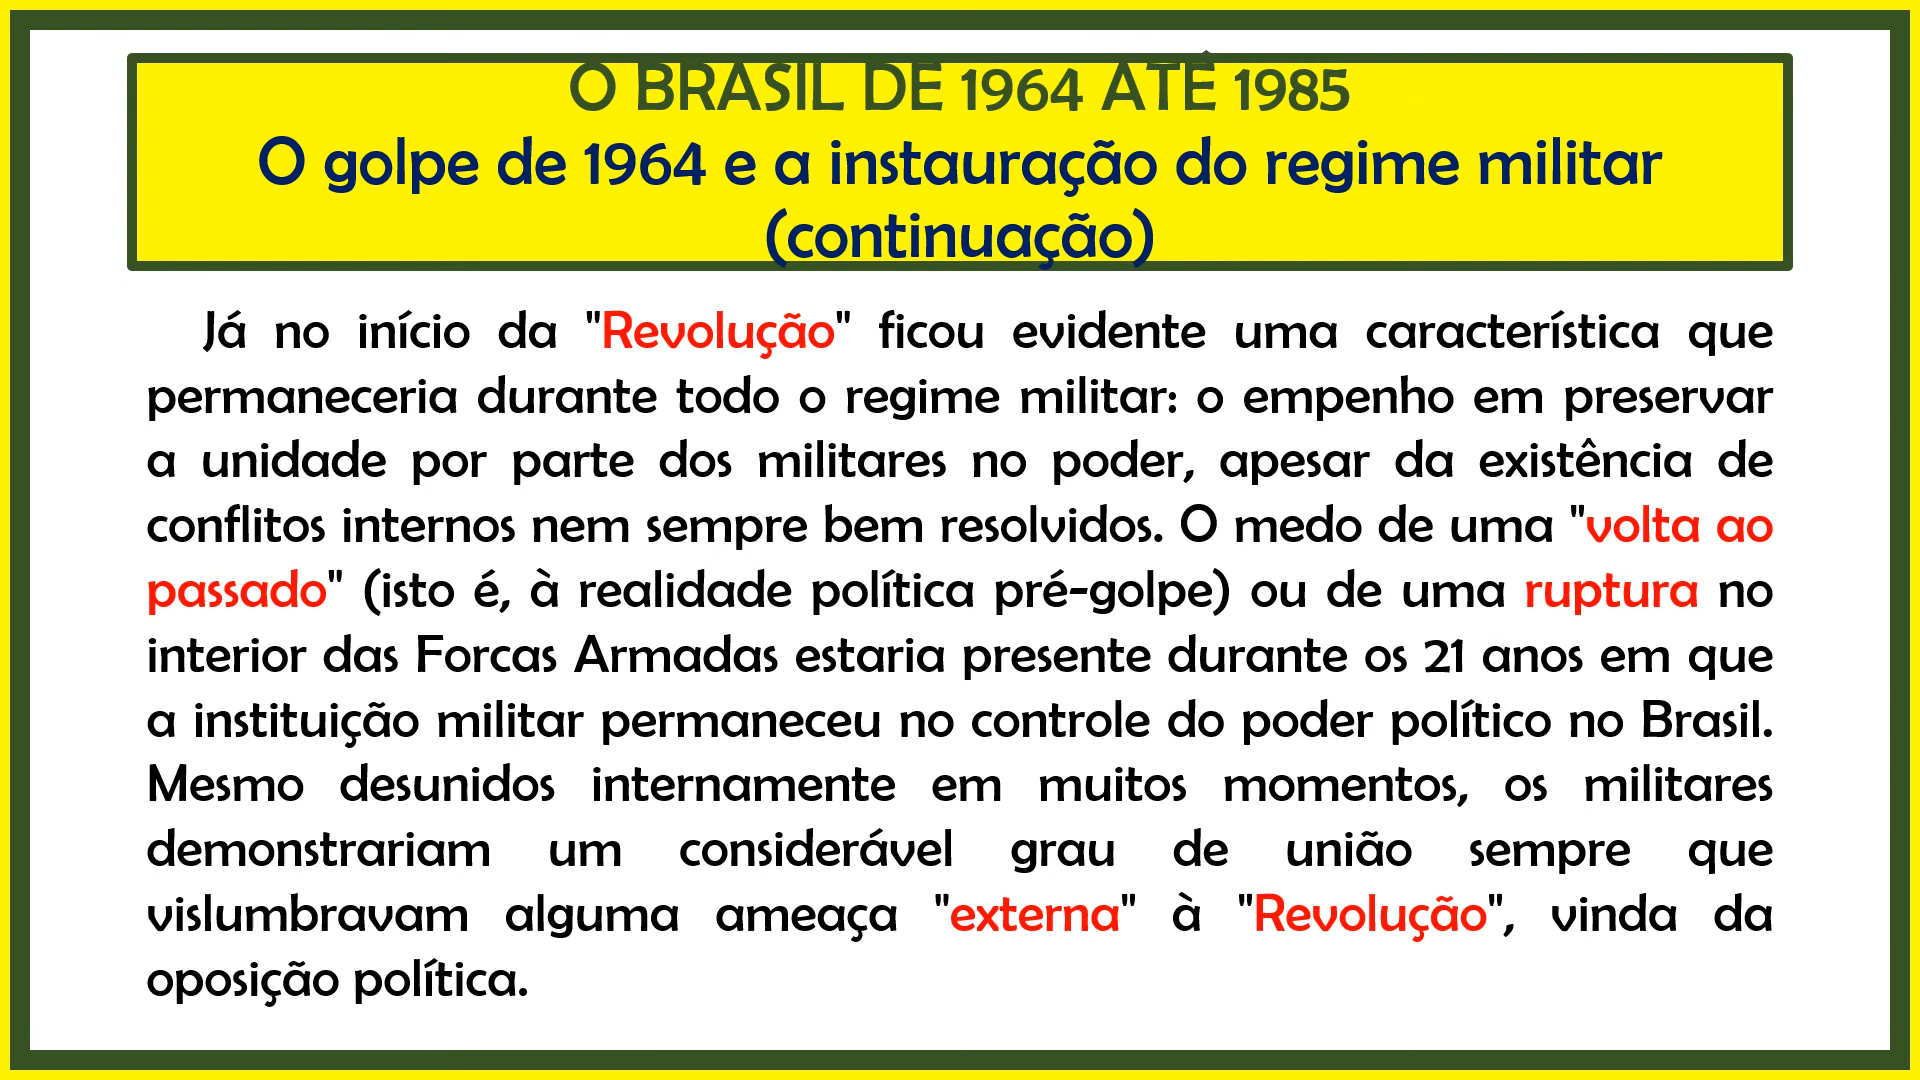 O BRASIL DE 1964 ATÉ 1985
O golpe de 1964 e a instauração do regime militar
(continuação)
Já no início da "Revolução" ficou evidente uma característica que
permaneceria durante todo o regime militar: o empenho em preservar
a unidade por parte dos militares no poder, apesar da existência de
conflitos internos nem sempre bem resolvidos. O medo de uma "volta ao
passado" (isto é, à realidade política pré-golpe) ou de uma ruptura no
interior das Forcas Armadas estaria presente durante os 21 anos em que
a instituição militar permaneceu no controle do poder político no Brasil.
Mesmo desunidos internamente em muitos momentos, os militares
demonstrariam um considerável grau de união sempre que
vislumbravam alguma ameaça "externa" à "Revolução", vinda da
oposição política.